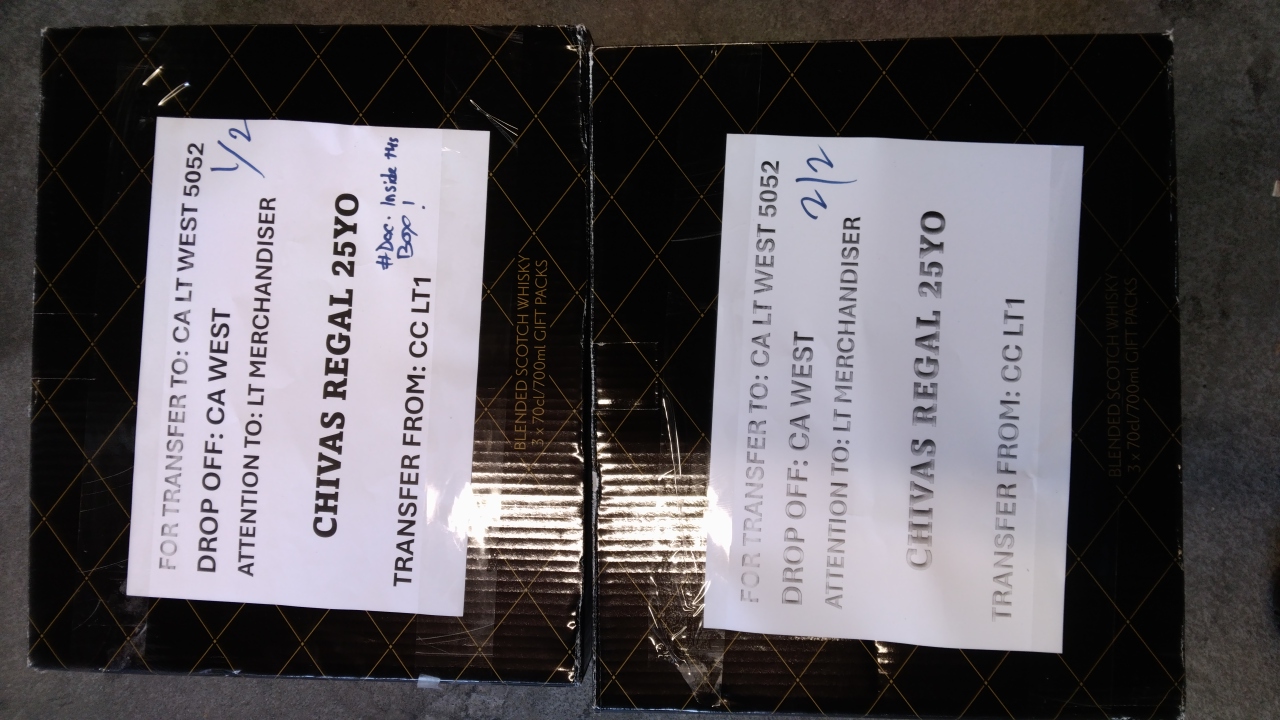 FOR TRANSFER TO: CA LT WEST 5052
1/2
DROP OFF: CA WEST
ATTENTION TO: LT MERCHANDISER
CHIVAS REGAL 25YO
#Doc. Inside this
Box!
TRANSFER FROM: CC LT1
BLENDED SCOTCH WHISKY
3 x 70cl/700ml GIFT PACKS
FOR TRANSFER TO: CA LT WEST 5052
2/2
DROP OFF: CA WEST
ATTENTION TO: LT MERCHANDISER
CHIVAS REGAL 25YO
TRANSFER FROM: CC LT1
BLENDED SCOTCH WHISKY
3 x 70cl/700ml GIFT PACKS